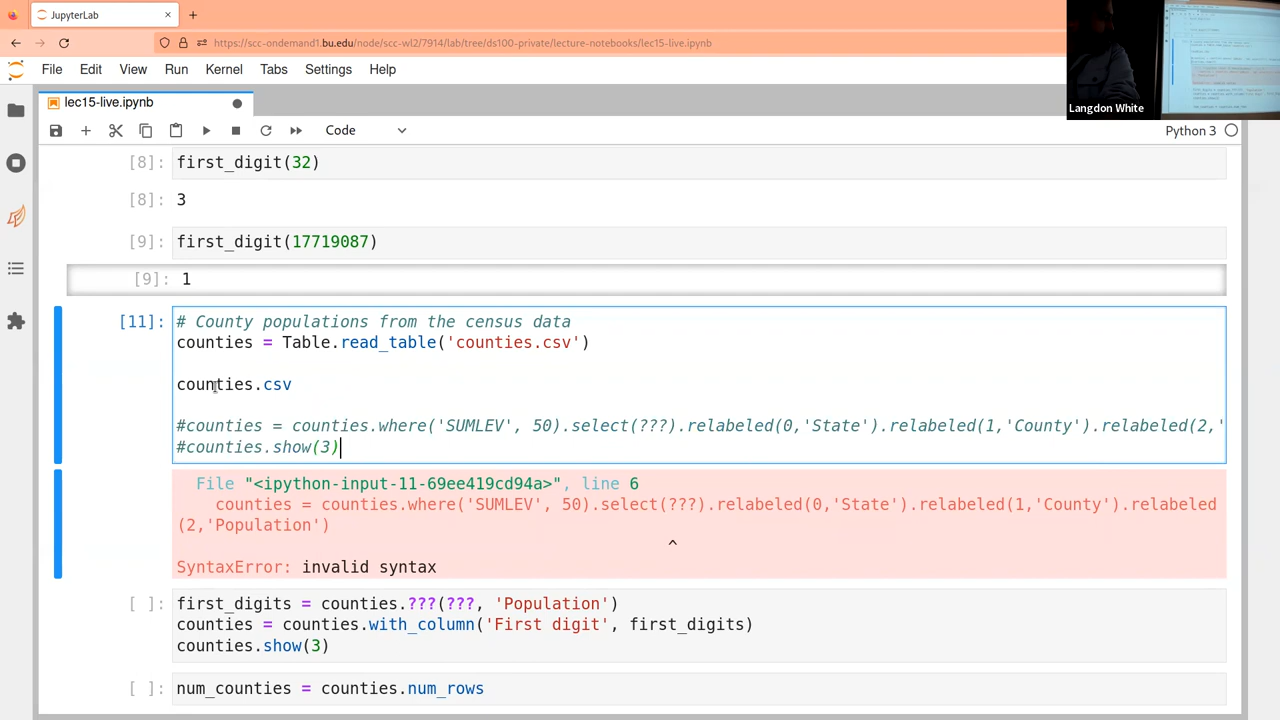 JupyterLab
https://scc-ondemand1.bu.edu/node/scc-wl2/7914/lab/tree/ds100-private/lecture-notebooks/lec15-live.ipynb
File Edit View Run Kernel Tabs Settings Help
Langdon White
lec15-live.ipynb
Code
Python 3
[8]: first_digit(32)
[8]: 3
[9]: first_digit(17719087)
[9]: 1
[11]: # County populations from the census data
counties = Table.read_table('counties.csv')
counties.csv
#counties = counties.where('SUMLEV', 50).select(???).relabeled(0,'State').relabeled(1,'County').relabeled(2,'
#counties.show(3)
File "<ipython-input-11-69ee419cd94a>", line 6
counties = counties.where('SUMLEV', 50).select(???).relabeled(0,'State').relabeled(1,'County').relabeled
(2,'Population')
^
SyntaxError: invalid syntax
[ ]: first_digits = counties.???(???, 'Population')
counties = counties.with_column('First digit', first_digits)
counties.show(3)
[ ]: num_counties = counties.num_rows